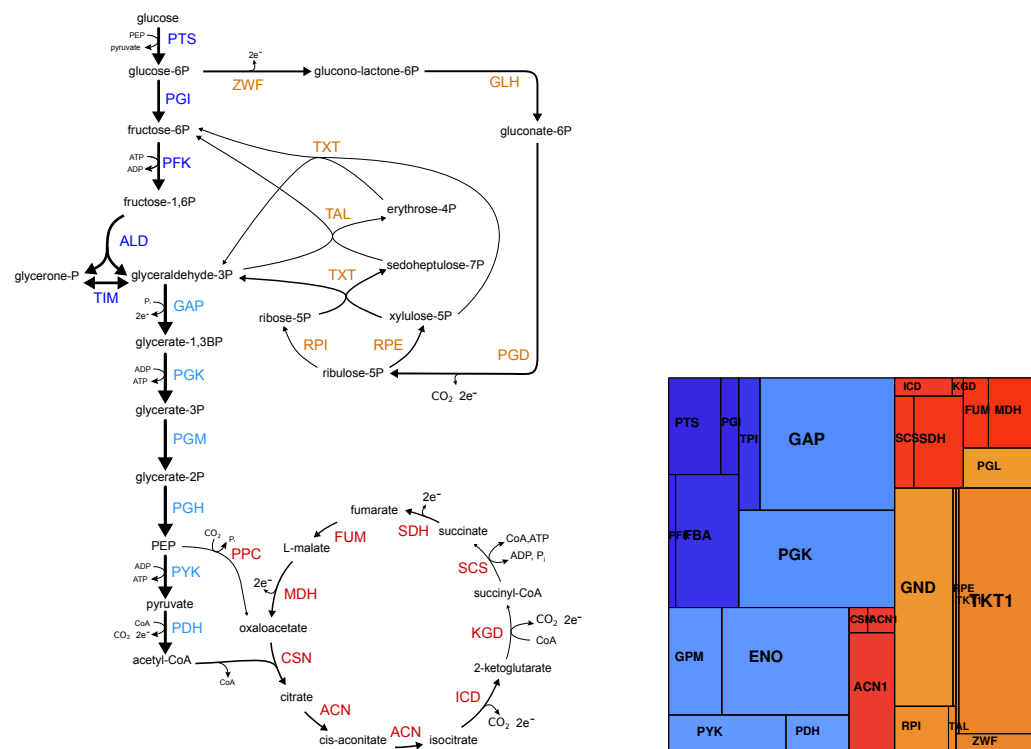 glucose
PEP
pyruvate
PTS
glucose-6P
2e⁻
ZWF
glucono-lactone-6P
GLH
PGI
fructose-6P
gluconate-6P
TXT
ATP
ADP
PFK
fructose-1,6P
erythrose-4P
TAL
ALD
glycerone-P
glyceraldehyde-3P
sedoheptulose-7P
TIM
TXT
Pᵢ
2e⁻
GAP
ribose-5P
xylulose-5P
glycerate-1,3BP
RPI
RPE
PGD
ribulose-5P
CO₂ 2e⁻
ADP
ATP
PGK
glycerate-3P
PGM
glycerate-2P
PGH
PEP
CO₂
Pᵢ
PPC
ADP
ATP
PYK
pyruvate
CoA
CO₂ 2e⁻
PDH
acetyl-CoA
CoA
fumarate
2e⁻
SDH
succinate
FUM
L-malate
CoA,ATP
ADP, Pᵢ
SCS
2e⁻
MDH
succinyl-CoA
oxaloacetate
CO₂ 2e⁻
CoA
KGD
CSN
2-ketoglutarate
citrate
ICD
ACN
CO₂ 2e⁻
ACN
cis-aconitate
isocitrate
PTS
PGI
TPI
GAP
ICD
KGD
SCS
SDH
FUM
MDH
PGL
FBA
PGK
GND
RPE
TKT1
GPM
ENO
CSN
ACN1
ACN1
PYK
PDH
RPI
TAL
ZWF